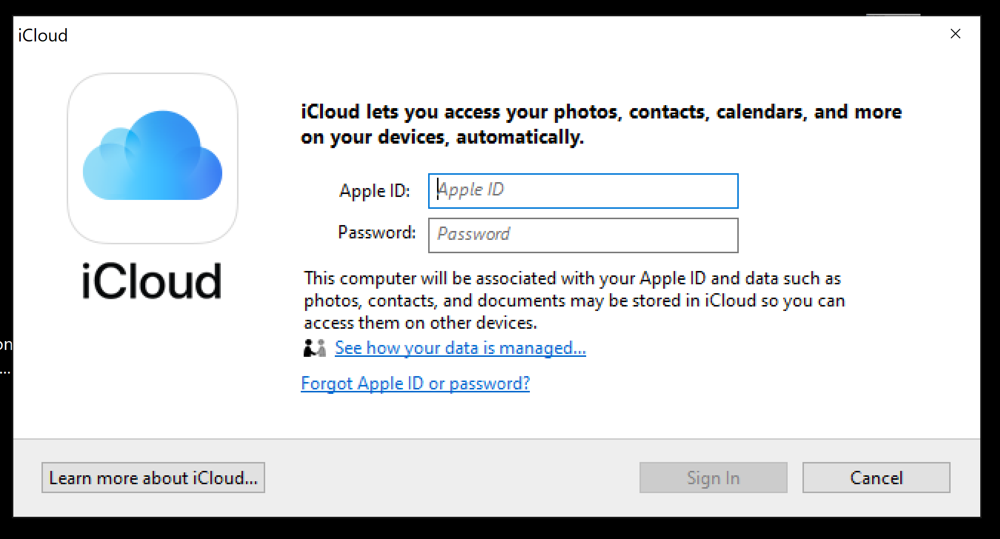 iCloud
iCloud
iCloud lets you access your photos, contacts, calendars, and more
on your devices, automatically.
Apple ID:
Apple ID
Password:
Password
This computer will be associated with your Apple ID and data such as
photos, contacts, and documents may be stored in iCloud so you can
access them on other devices.
See how your data is managed...
Forgot Apple ID or password?
on
...
Learn more about iCloud...
Sign In
Cancel